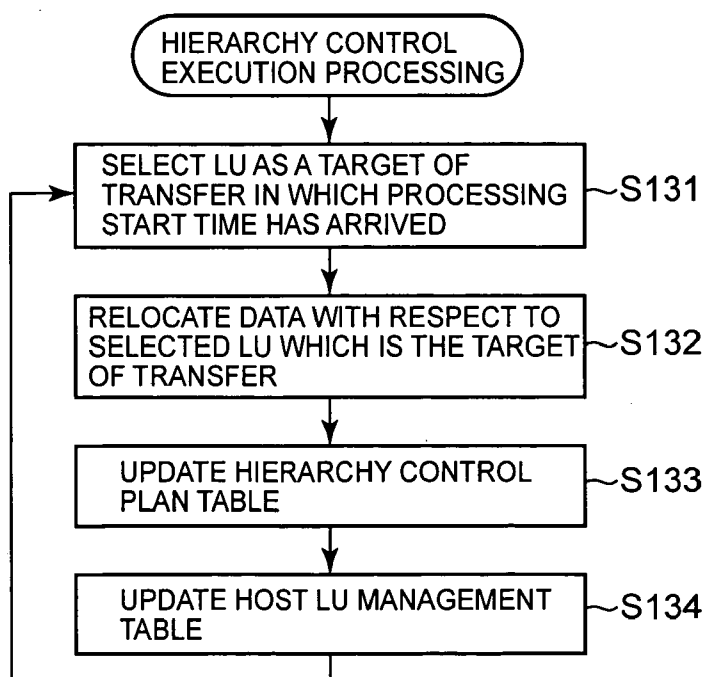 HIERARCHY CONTROL
EXECUTION PROCESSING
SELECT LU AS A TARGET OF
TRANSFER IN WHICH PROCESSING
START TIME HAS ARRIVED
S131
RELOCATE DATA WITH RESPECT TO
SELECTED LU WHICH IS THE TARGET
OF TRANSFER
S132
UPDATE HIERARCHY CONTROL
PLAN TABLE
S133
UPDATE HOST LU MANAGEMENT
TABLE
S134